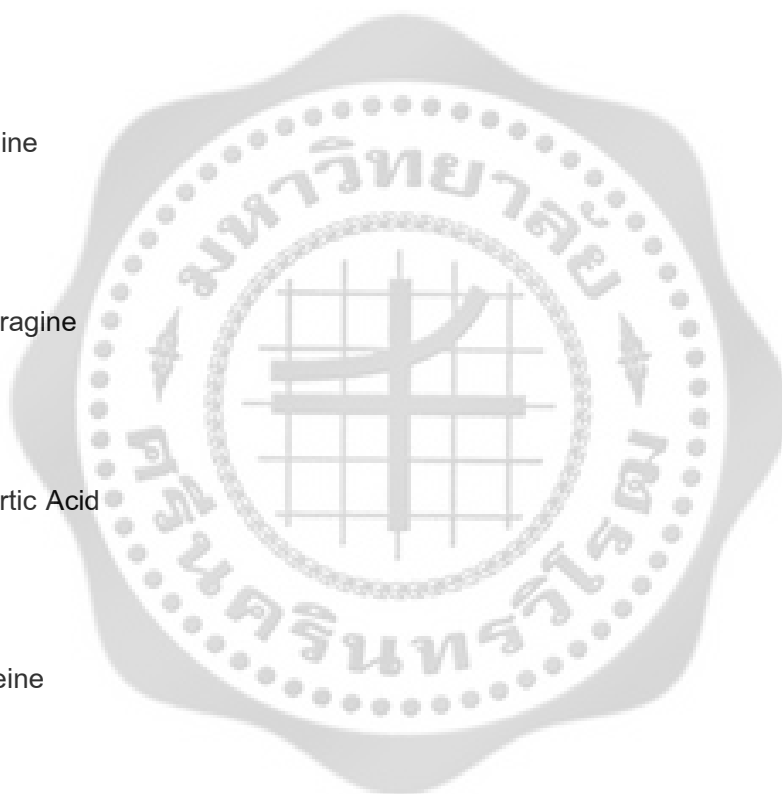 ine
มหาวิทยาลัย
ragine
rtic Acid
ศรีนครินทรวิโรฒ
eine